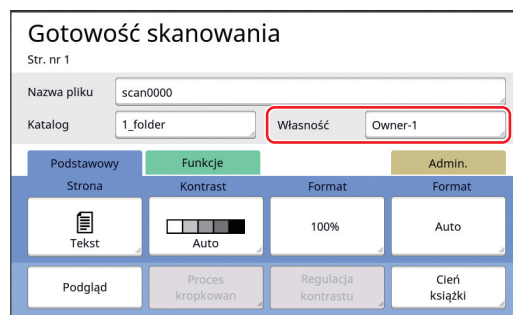 Gotowość skanowania
Str. nr 1
Nazwa pliku scan0000
Katalog 1_folder Własność Owner-1
Podstawowy Funkcje Admin.
Strona Kontrast Format Format
Tekst Auto 100% Auto
Podgląd Proces kropkowan Regulacja kontrastu Cień książki